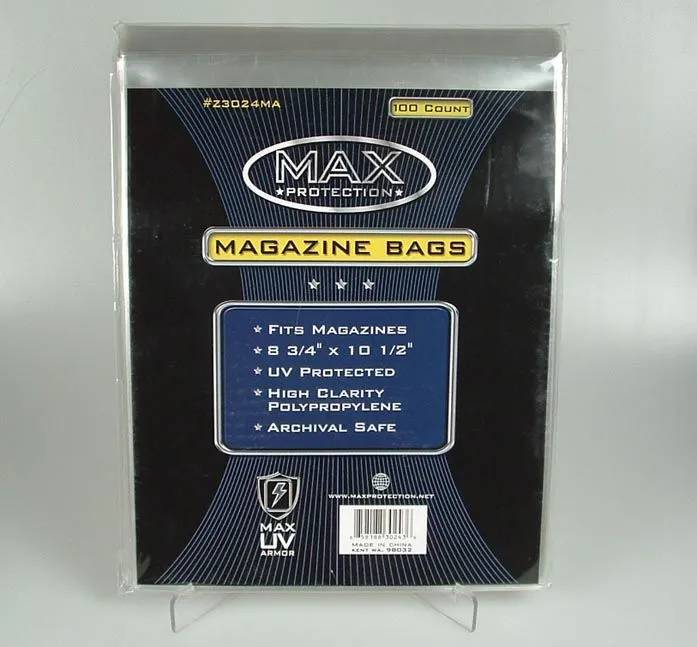 #Z3024MA
100 COUNT
MAX
PROTECTION
MAGAZINE BAGS
FITS MAGAZINES
8 3/4" x 10 1/2"
UV PROTECTED
HIGH CLARITY
POLYPROPYLENE
ARCHIVAL SAFE
MAX
UV
ARMOR
WWW.MAXPROTECTION.NET
MADE IN CHINA
KENT WA. 98032